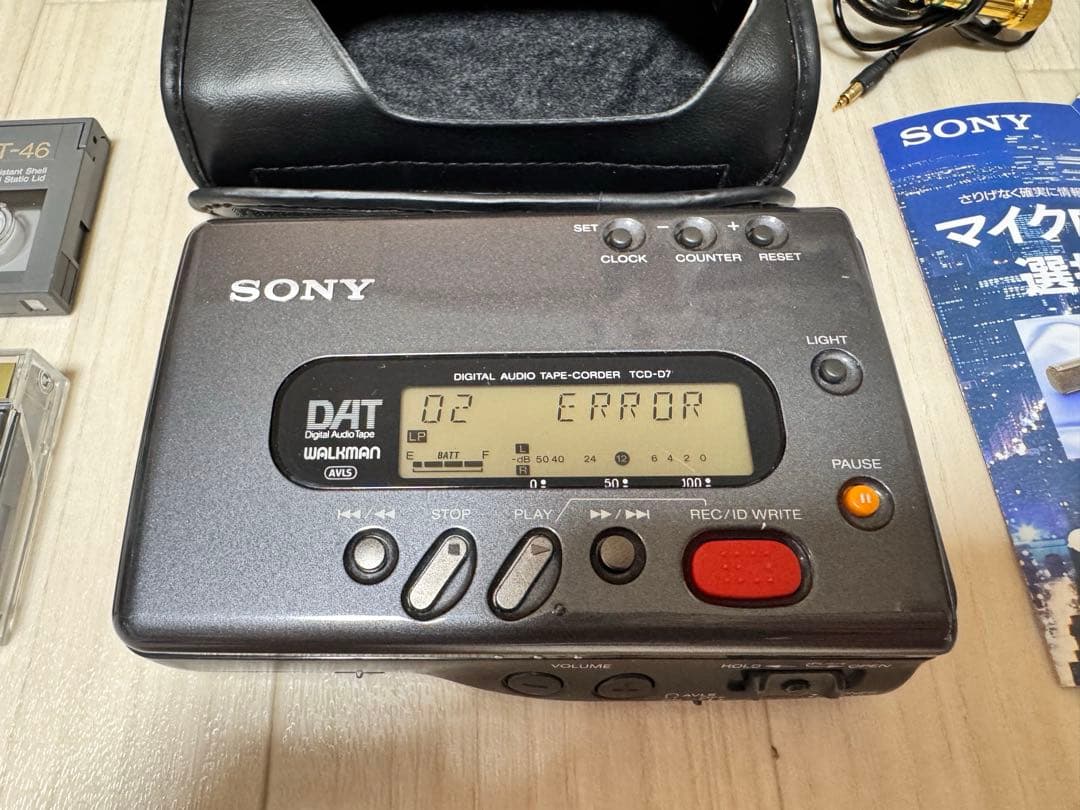 T-46
istant Shell
l Static Lid
SONY
さりげなく確実に情報
マイクロ
選
SET - +
CLOCK COUNTER RESET
SONY
LIGHT
DIGITAL AUDIO TAPE-CORDER TCD-D7
DAT
Digital Audio Tape
WALKMAN
AVLS
02 ERROR
LP
E BATT F
L
-dB 50 40 24 12 6 4 2 0
R
0 50 100
PAUSE
STOP PLAY REC/ID WRITE
VOLUME
- +
HOLD OPEN
AVLS